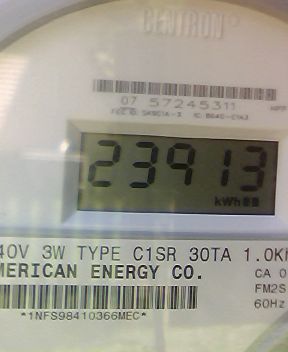 CENTRON®
07 57245311
23913
kWh
40V 3W TYPE C1SR 30TA 1.0K
MERICAN ENERGY CO.
CA 0
FM2S
60Hz
*1NFS98410366MEC*